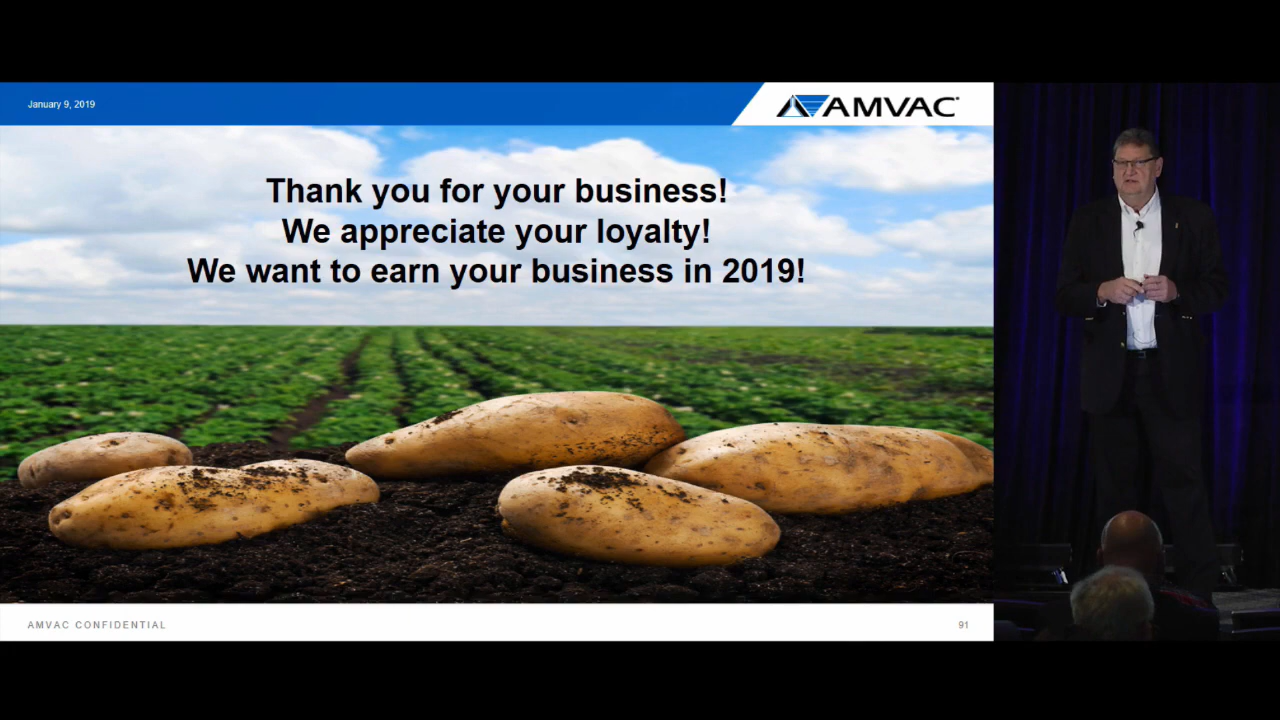 January 9, 2019
AMVAC
Thank you for your business!
We appreciate your loyalty!
We want to earn your business in 2019!
AMVAC CONFIDENTIAL
91